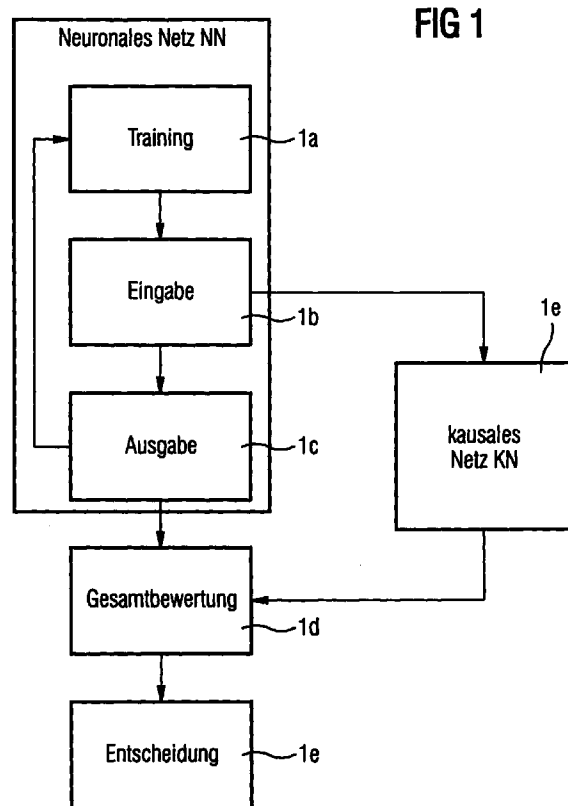 FIG 1
Neuronales Netz NN
Training
1a
Eingabe
1b
1e
kausales
Netz KN
Ausgabe
1c
Gesamtbewertung
1d
Entscheidung
1e